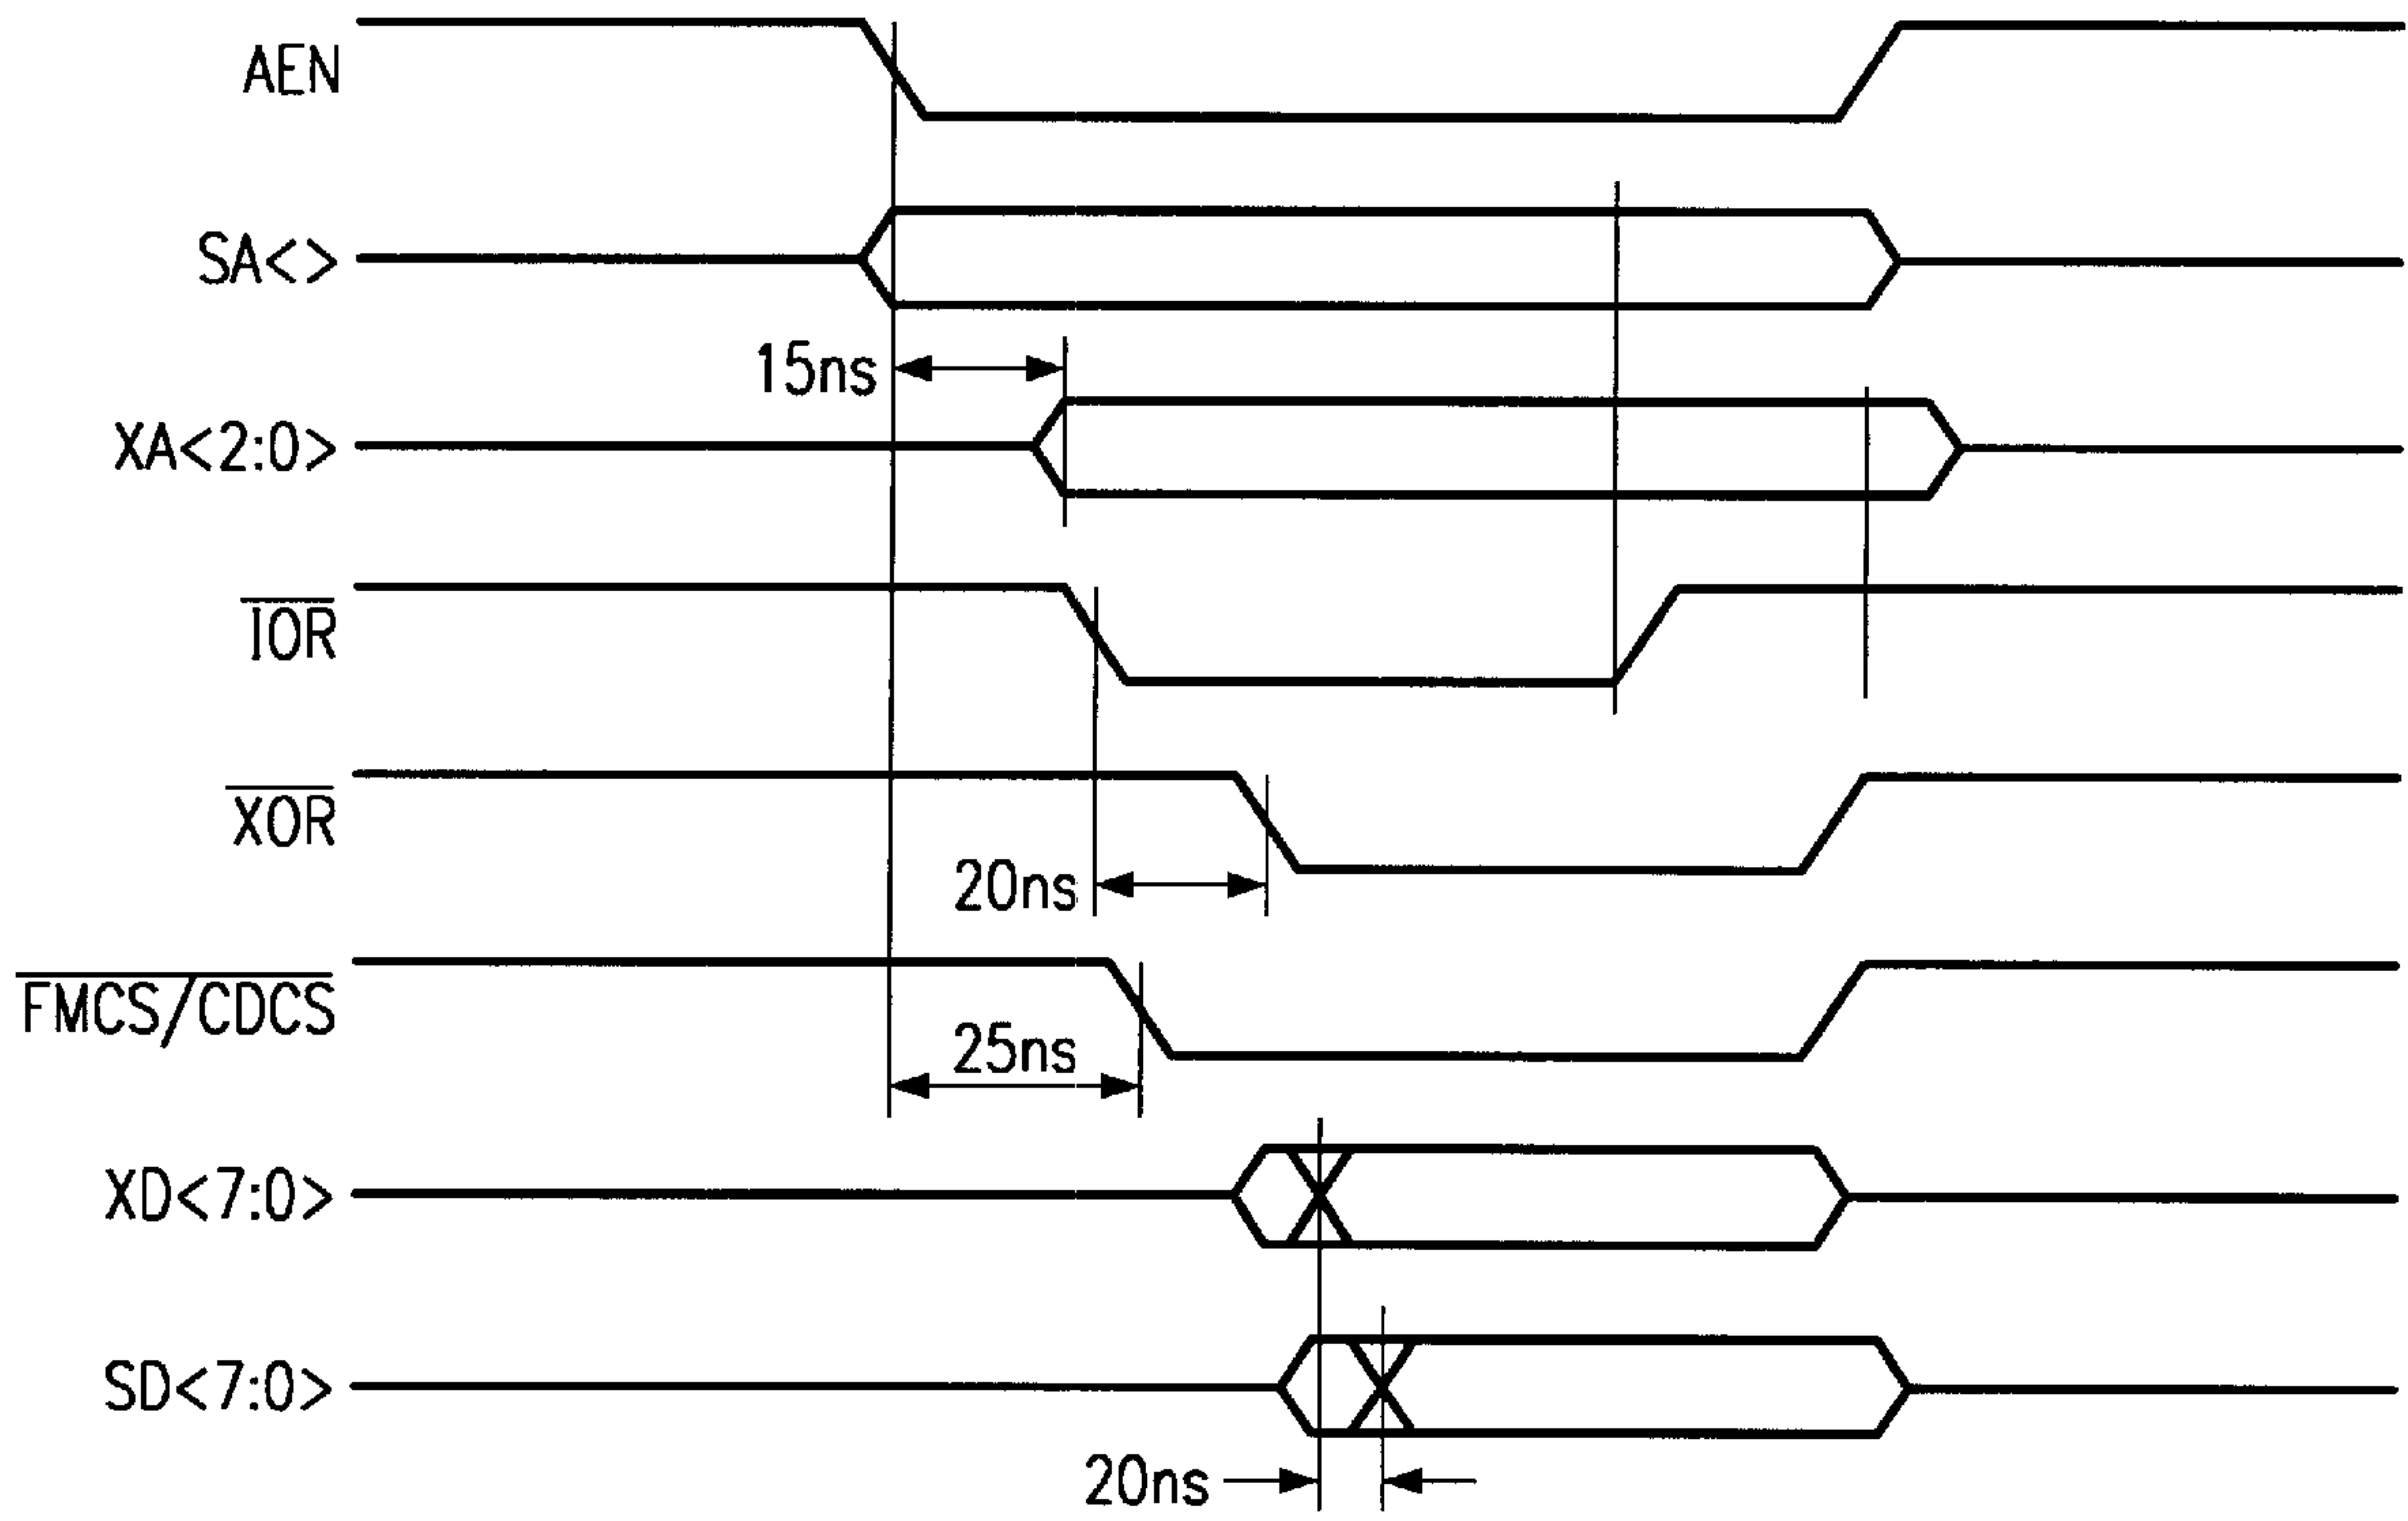 AEN
SA<>
15ns
XA<2:0>
IOR
XOR
20ns
FMCS/CDCS
25ns
XD<7:0>
SD<7:0>
20ns